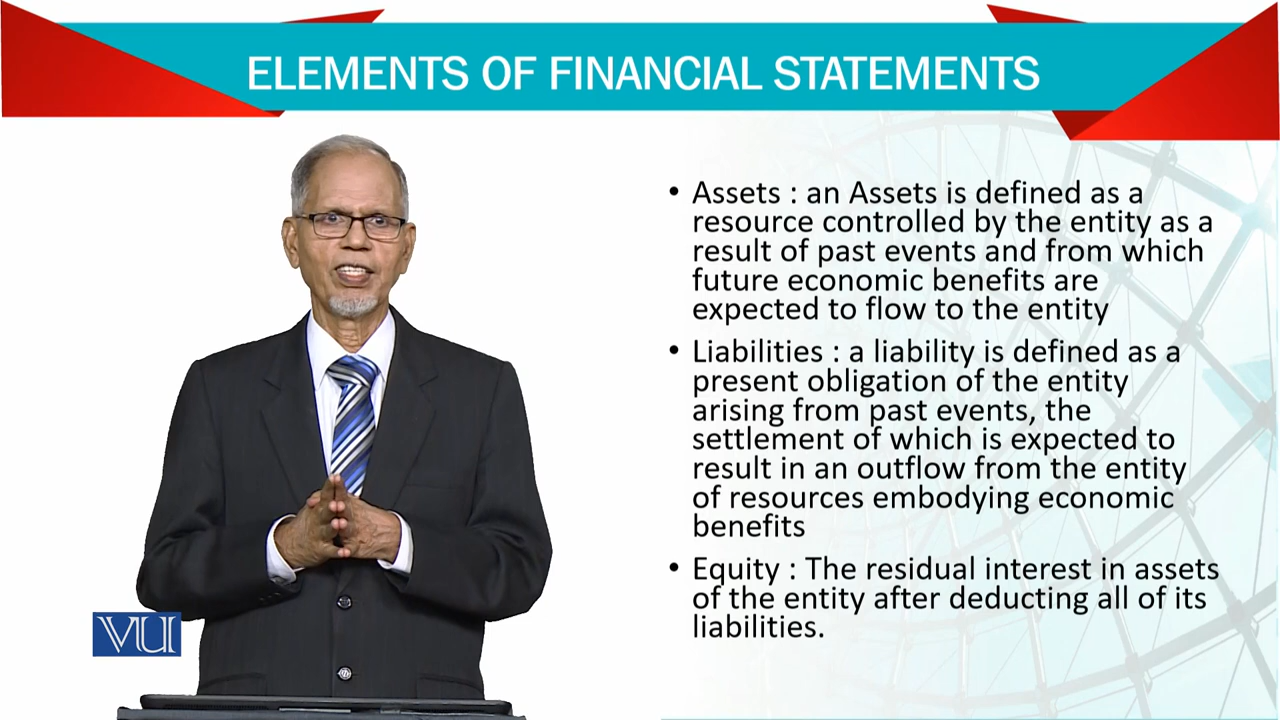 ELEMENTS OF FINANCIAL STATEMENTS
• Assets : an Assets is defined as a
resource controlled by the entity as a
result of past events and from which
future economic benefits are
expected to flow to the entity
• Liabilities : a liability is defined as a
present obligation of the entity
arising from past events, the
settlement of which is expected to
result in an outflow from the entity
of resources embodying economic
benefits
• Equity : The residual interest in assets
of the entity after deducting all of its
liabilities.
VU